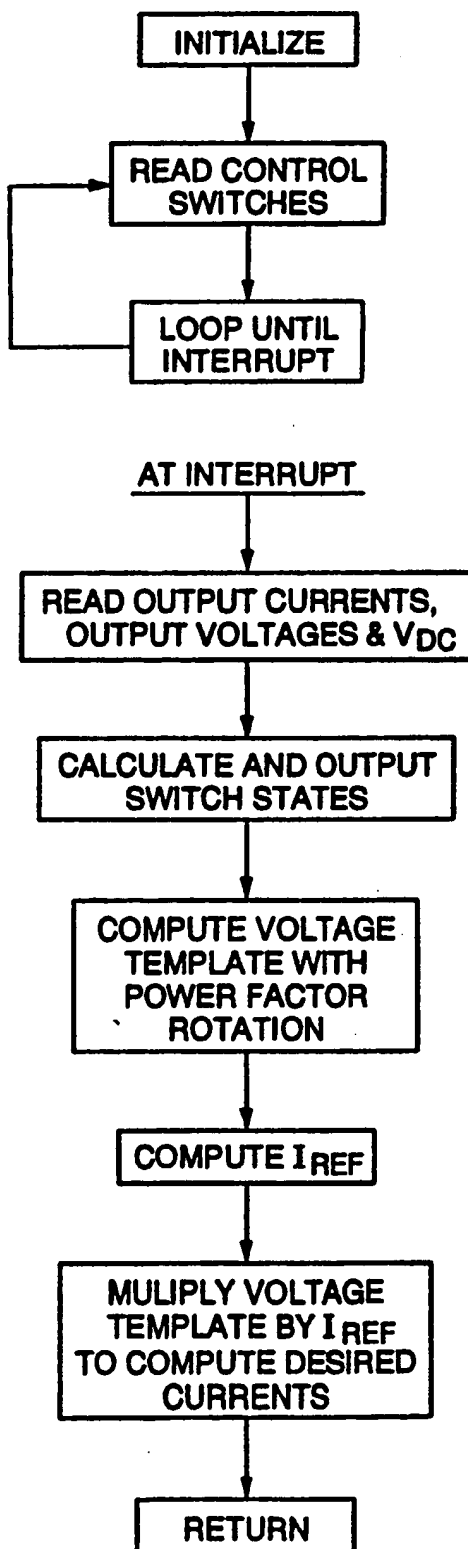 INITIALIZE
READ CONTROL
SWITCHES
LOOP UNTIL
INTERRUPT
AT INTERRUPT
READ OUTPUT CURRENTS,
OUTPUT VOLTAGES & VDC
CALCULATE AND OUTPUT
SWITCH STATES
COMPUTE VOLTAGE
TEMPLATE WITH
POWER FACTOR
ROTATION
COMPUTE IREF
MULIPLY VOLTAGE
TEMPLATE BY IREF
TO COMPUTE DESIRED
CURRENTS
RETURN